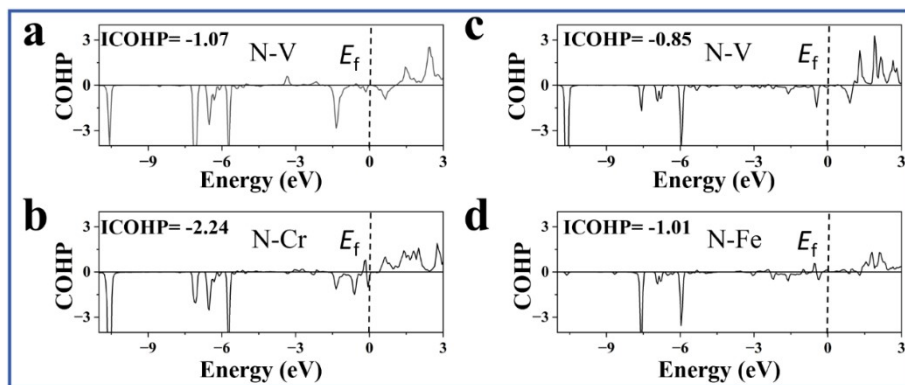 a
ICOHP= -1.07
N-V
Ef
COHP
3
0
-3
-9
-6
-3
0
3
Energy (eV)
c
ICOHP= -0.85
N-V
Ef
COHP
3
0
-3
-9
-6
-3
0
3
Energy (eV)
b
ICOHP= -2.24
N-Cr
Ef
COHP
3
0
-3
-9
-6
-3
0
3
Energy (eV)
d
ICOHP= -1.01
N-Fe
Ef
COHP
3
0
-3
-9
-6
-3
0
3
Energy (eV)